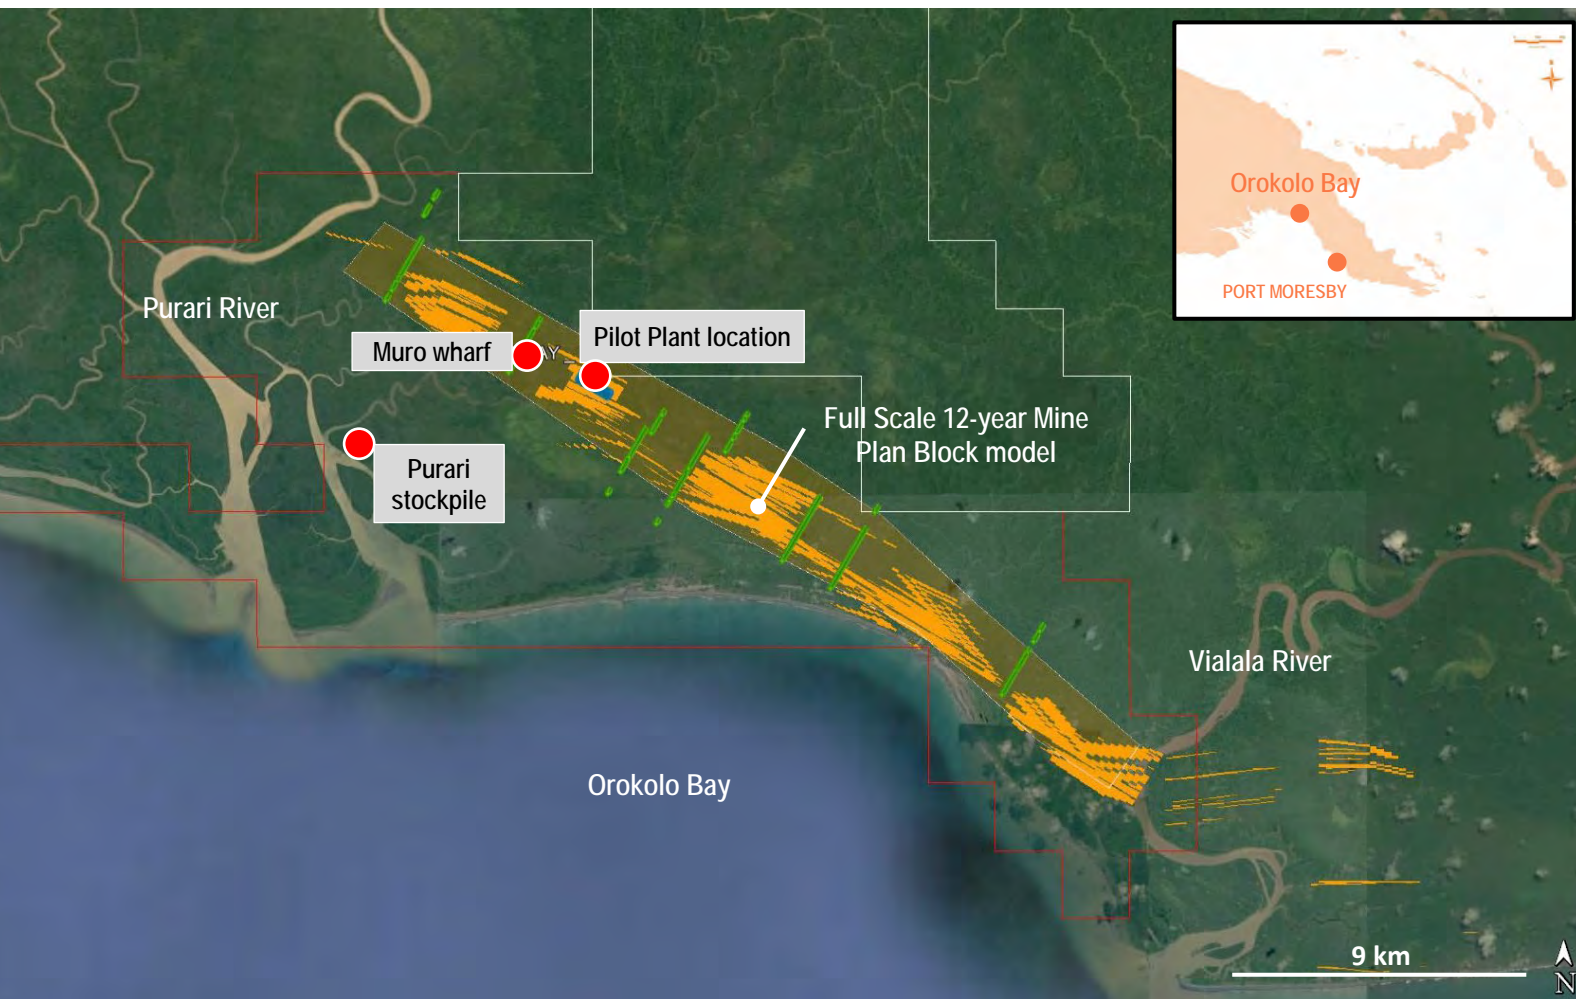 Orokolo Bay
PORT MORESBY
Purari River
Muro wharf
AY_
Pilot Plant location
Full Scale 12-year Mine
Plan Block model
Purari
stockpile
Vialala River
Orokolo Bay
9 km
N